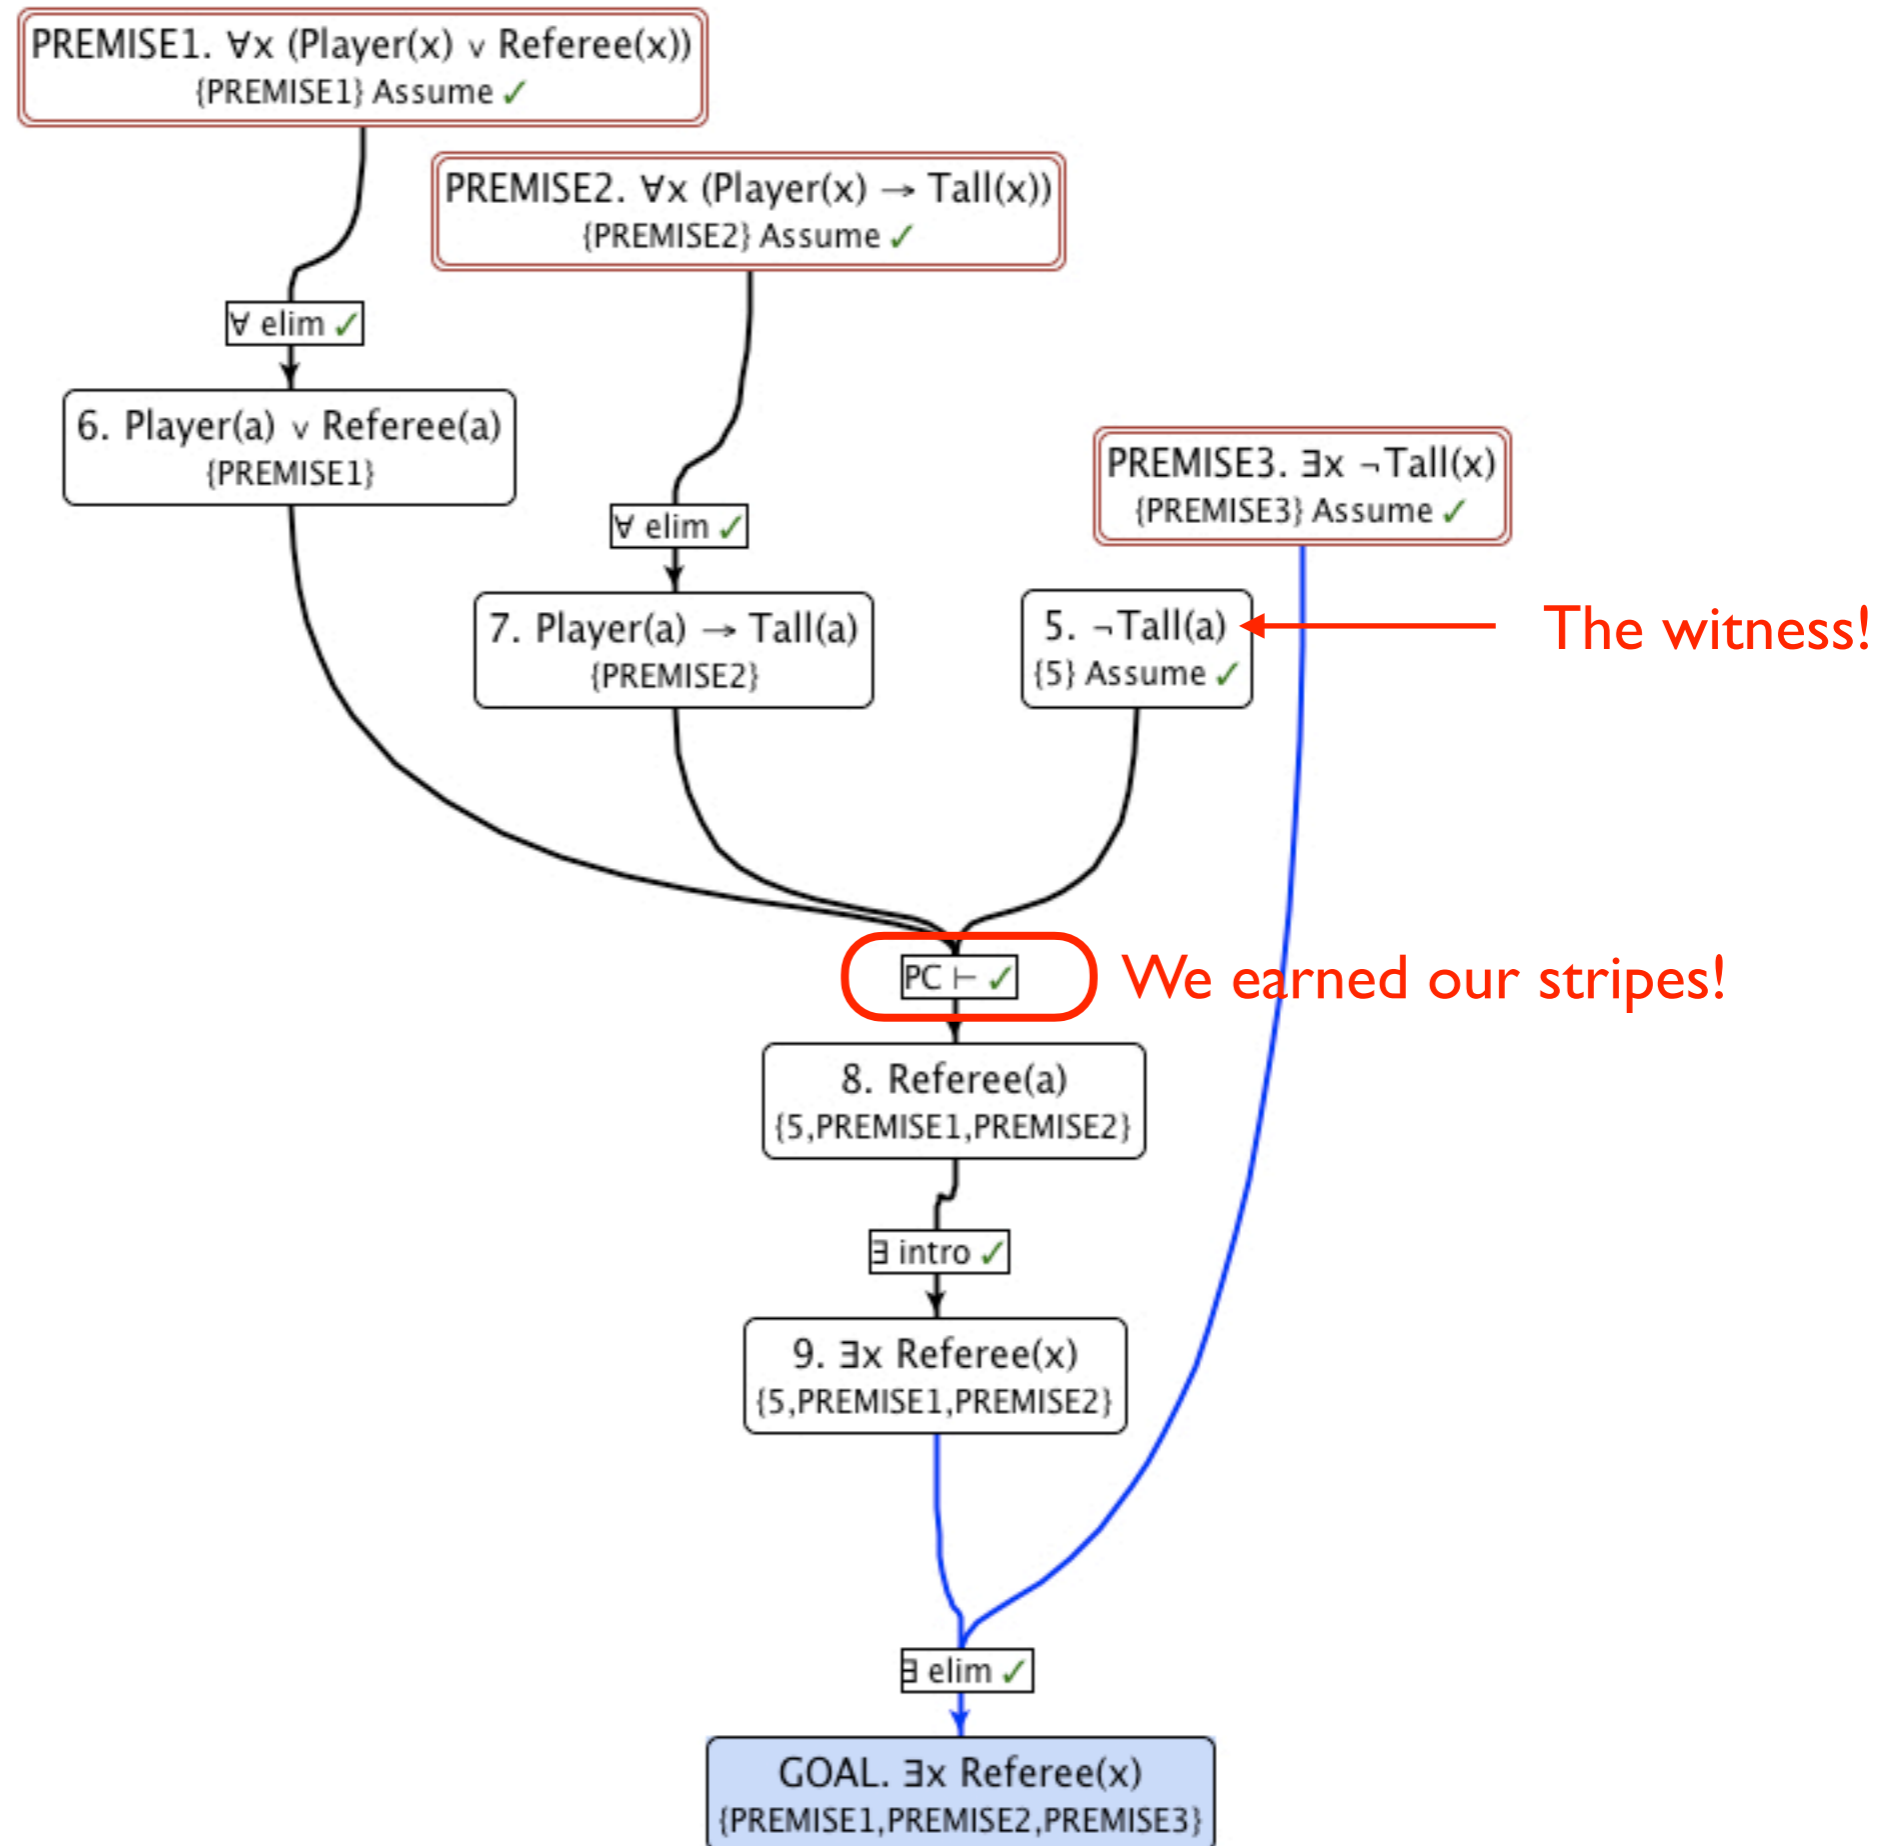 PREMISE1. ∀x (Player(x) ∨ Referee(x))
{PREMISE1} Assume ✓
PREMISE2. ∀x (Player(x) → Tall(x))
{PREMISE2} Assume ✓
∀ elim ✓
6. Player(a) ∨ Referee(a)
{PREMISE1}
PREMISE3. ∃x ¬Tall(x)
{PREMISE3} Assume ✓
∀ elim ✓
7. Player(a) → Tall(a)
{PREMISE2}
5. ¬Tall(a)
{5} Assume ✓
The witness!
PC ⊢ ✓
We earned our stripes!
8. Referee(a)
{5,PREMISE1,PREMISE2}
∃ intro ✓
9. ∃x Referee(x)
{5,PREMISE1,PREMISE2}
∃ elim ✓
GOAL. ∃x Referee(x)
{PREMISE1,PREMISE2,PREMISE3}